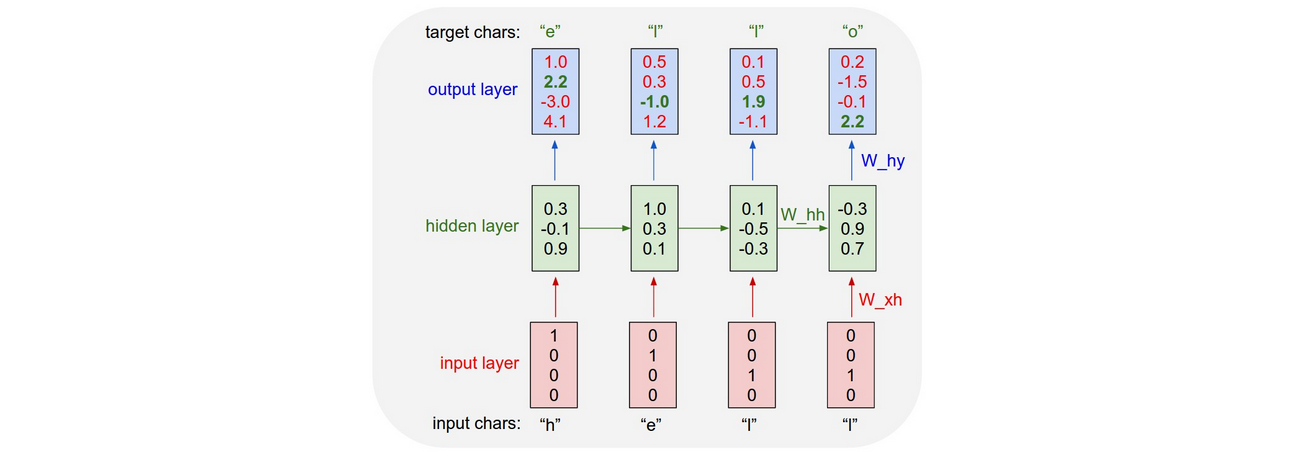 target chars: “e” “l” “l” “o”
1.0 0.5 0.1 0.2
2.2 0.3 0.5 -1.5
output layer
-3.0 -1.0 1.9 -0.1
4.1 1.2 -1.1 2.2
W_hy
0.3 1.0 0.1 -0.3
hidden layer -0.1 0.3 -0.5 W_hh 0.9
0.9 0.1 -0.3 0.7
W_xh
1 0 0 0
0 1 0 0
input layer
0 0 1 1
0 0 0 0
input chars: “h” “e” “l” “l”